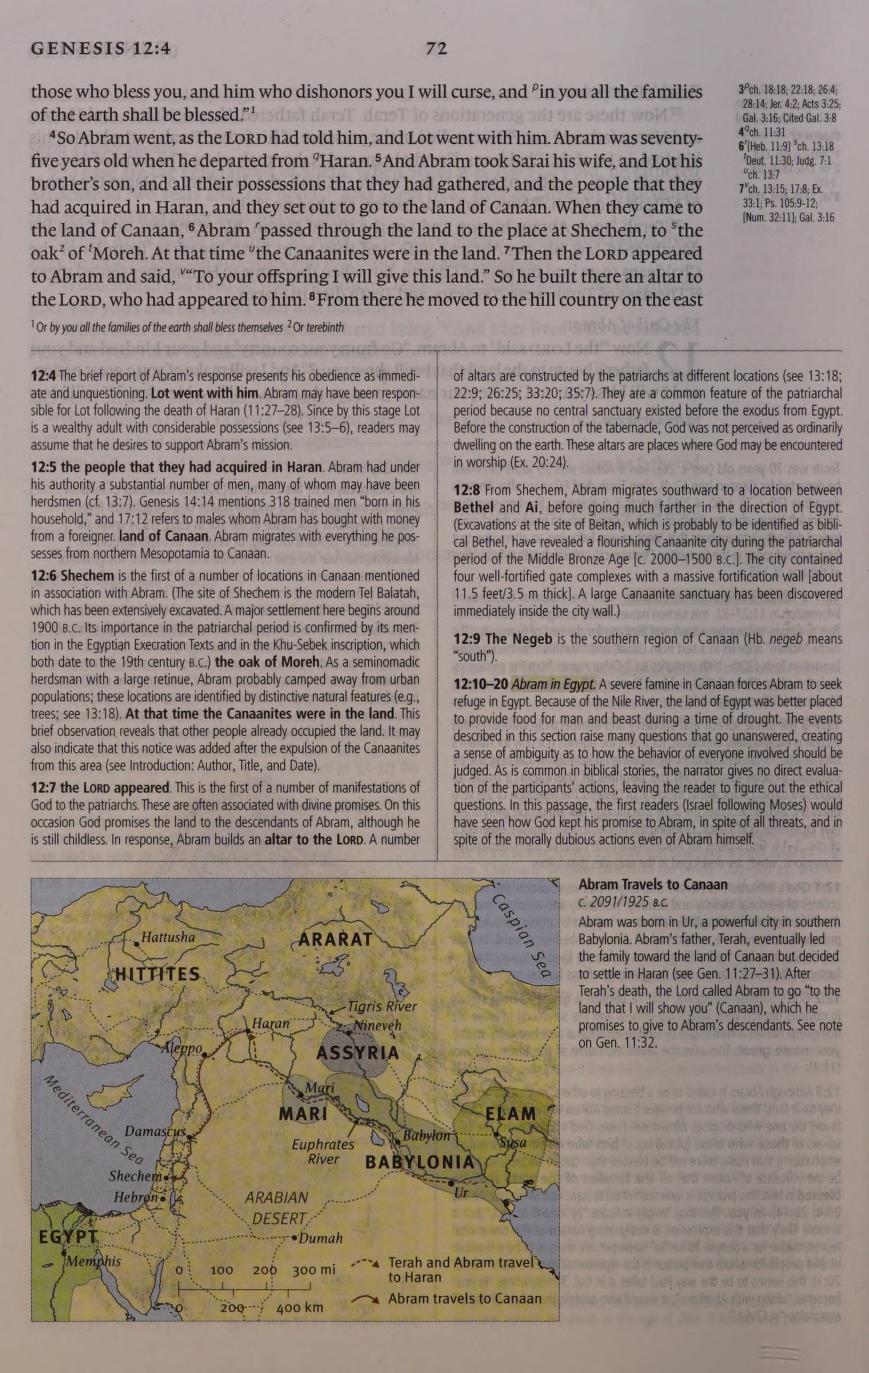 GENESIS 12:4
72
those who bless you, and him who dishonors you I will curse, and ᵖin you all the families
of the earth shall be blessed.”¹
⁴So Abram went, as the LORD had told him, and Lot went with him. Abram was seventy-
five years old when he departed from ᑫHaran. ⁵And Abram took Sarai his wife, and Lot his
brother’s son, and all their possessions that they had gathered, and the people that they
had acquired in Haran, and they set out to go to the land of Canaan. When they came to
the land of Canaan, ⁶Abram ʳpassed through the land to the place at Shechem, to ˢthe
oak² of ᵗMoreh. At that time ᵘthe Canaanites were in the land. ⁷Then the LORD appeared
to Abram and said, ᵛ“To your offspring I will give this land.” So he built there an altar to
the LORD, who had appeared to him. ⁸From there he moved to the hill country on the east
3ᵖch. 18:18; 22:18; 26:4;
28:14; Jer. 4:2; Acts 3:25;
Gal. 3:16; Cited Gal. 3:8
4ᑫch. 11:31
6ʳ[Heb. 11:9] ˢch. 13:18
ᵗDeut. 11:30; Judg. 7:1
ᵘch. 13:7
7ᵛch. 13:15; 17:8; Ex.
33:1; Ps. 105:9-12;
[Num. 32:11]; Gal. 3:16
¹Or by you all the families of the earth shall bless themselves ²Or terebinth
12:4 The brief report of Abram’s response presents his obedience as immedi-
ate and unquestioning. Lot went with him. Abram may have been respon-
sible for Lot following the death of Haran (11:27–28). Since by this stage Lot
is a wealthy adult with considerable possessions (see 13:5–6), readers may
assume that he desires to support Abram’s mission.
12:5 the people that they had acquired in Haran. Abram had under
his authority a substantial number of men, many of whom may have been
herdsmen (cf. 13:7). Genesis 14:14 mentions 318 trained men “born in his
household,” and 17:12 refers to males whom Abram has bought with money
from a foreigner. land of Canaan. Abram migrates with everything he pos-
sesses from northern Mesopotamia to Canaan.
12:6 Shechem is the first of a number of locations in Canaan mentioned
in association with Abram. (The site of Shechem is the modern Tel Balatah,
which has been extensively excavated. A major settlement here begins around
1900 B.C. Its importance in the patriarchal period is confirmed by its men-
tion in the Egyptian Execration Texts and in the Khu-Sebek inscription, which
both date to the 19th century B.C.) the oak of Moreh. As a seminomadic
herdsman with a large retinue, Abram probably camped away from urban
populations; these locations are identified by distinctive natural features (e.g.,
trees; see 13:18). At that time the Canaanites were in the land. This
brief observation reveals that other people already occupied the land. It may
also indicate that this notice was added after the expulsion of the Canaanites
from this area (see Introduction: Author, Title, and Date).
12:7 the LORD appeared. This is the first of a number of manifestations of
God to the patriarchs. These are often associated with divine promises. On this
occasion God promises the land to the descendants of Abram, although he
is still childless. In response, Abram builds an altar to the LORD. A number
of altars are constructed by the patriarchs at different locations (see 13:18;
22:9; 26:25; 33:20; 35:7). They are a common feature of the patriarchal
period because no central sanctuary existed before the exodus from Egypt.
Before the construction of the tabernacle, God was not perceived as ordinarily
dwelling on the earth. These altars are places where God may be encountered
in worship (Ex. 20:24).
12:8 From Shechem, Abram migrates southward to a location between
Bethel and Ai, before going much farther in the direction of Egypt.
(Excavations at the site of Beitan, which is probably to be identified as bibli-
cal Bethel, have revealed a flourishing Canaanite city during the patriarchal
period of the Middle Bronze Age [c. 2000–1500 B.C.]. The city contained
four well-fortified gate complexes with a massive fortification wall [about
11.5 feet/3.5 m thick]. A large Canaanite sanctuary has been discovered
immediately inside the city wall.)
12:9 The Negeb is the southern region of Canaan (Hb. negeb means
“south”).
12:10–20 Abram in Egypt. A severe famine in Canaan forces Abram to seek
refuge in Egypt. Because of the Nile River, the land of Egypt was better placed
to provide food for man and beast during a time of drought. The events
described in this section raise many questions that go unanswered, creating
a sense of ambiguity as to how the behavior of everyone involved should be
judged. As is common in biblical stories, the narrator gives no direct evalua-
tion of the participants’ actions, leaving the reader to figure out the ethical
questions. In this passage, the first readers (Israel following Moses) would
have seen how God kept his promise to Abram, in spite of all threats, and in
spite of the morally dubious actions even of Abram himself.
Caspian Sea
Hattusha
ARARAT
HITTITES
Tigris River
Haran
Nineveh
Aleppo
ASSYRIA
Mediterranean Sea
Mari
MARI
ELAM
Damascus
Babylon
Susa
Euphrates
River
BABYLONIA
Shechem
Ur
Hebron
ARABIAN
DESERT
EGYPT
Dumah
Memphis
0 100 200 300 mi
0 200 400 km
Terah and Abram travel
to Haran
Abram travels to Canaan
Abram Travels to Canaan
c. 2091/1925 B.C.
Abram was born in Ur, a powerful city in southern
Babylonia. Abram’s father, Terah, eventually led
the family toward the land of Canaan but decided
to settle in Haran (see Gen. 11:27–31). After
Terah’s death, the Lord called Abram to go “to the
land that I will show you” (Canaan), which he
promises to give to Abram’s descendants. See note
on Gen. 11:32.